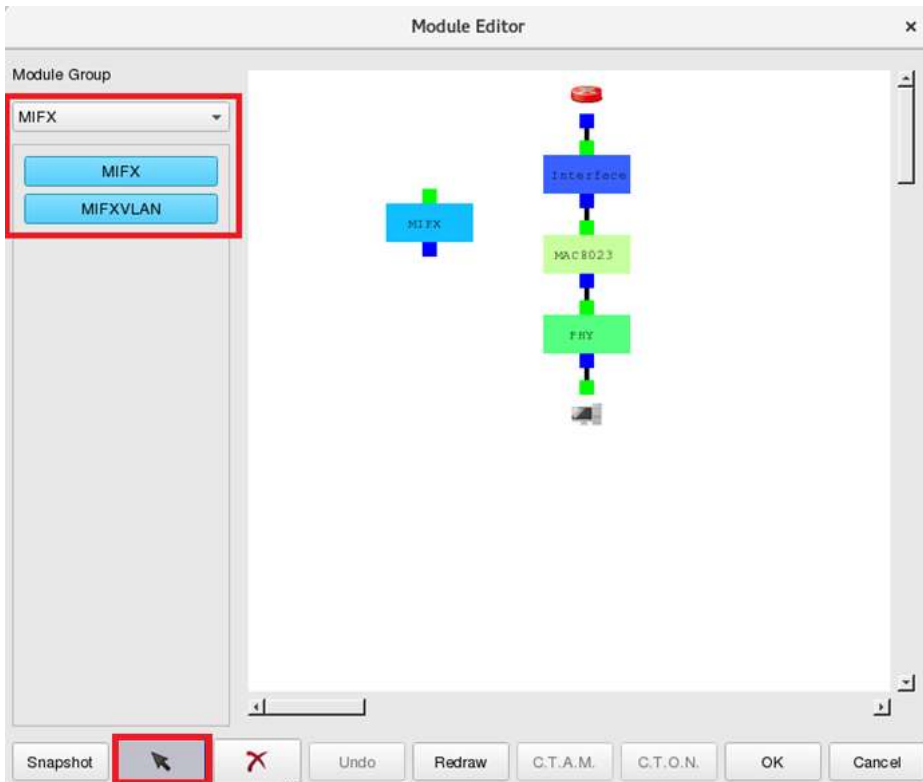 Module Editor
Module Group
MIFX
MIFX
MIFXVLAN
MIFX
Interface
MAC8023
PHY
Snapshot
Undo
Redraw
C.T.A.M.
C.T.O.N.
OK
Cancel